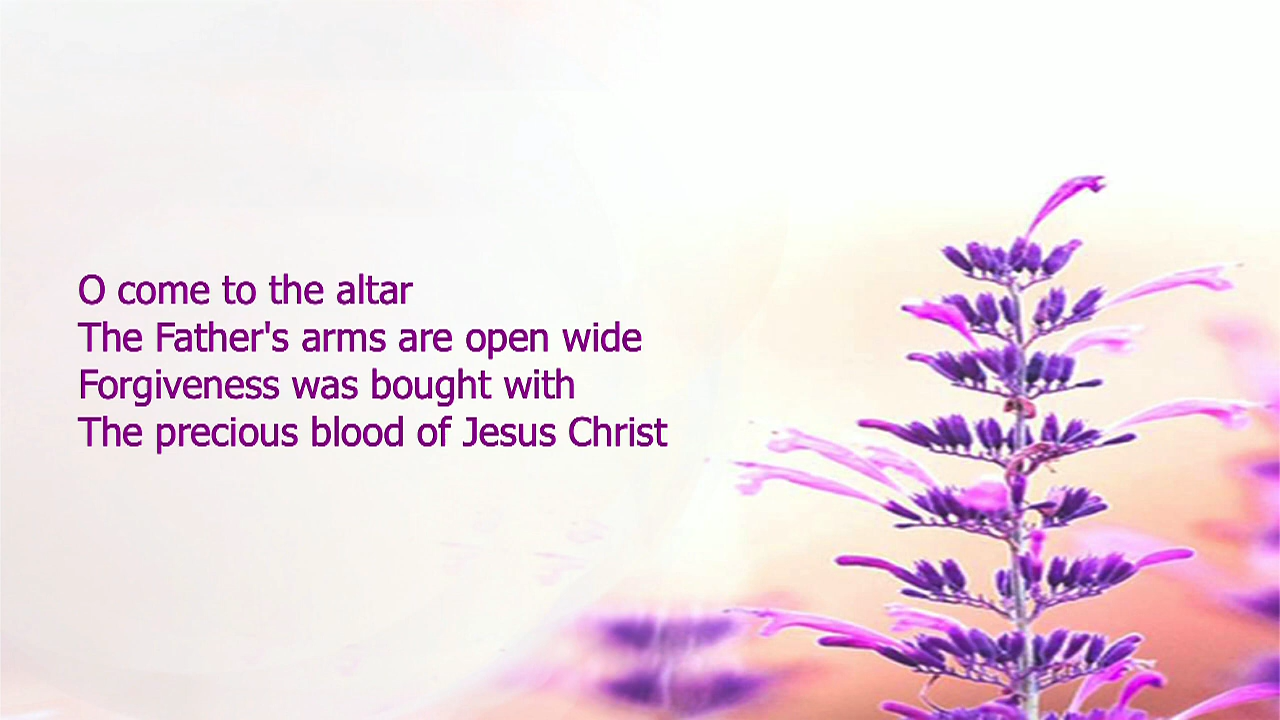 O come to the altar
The Father's arms are open wide
Forgiveness was bought with
The precious blood of Jesus Christ